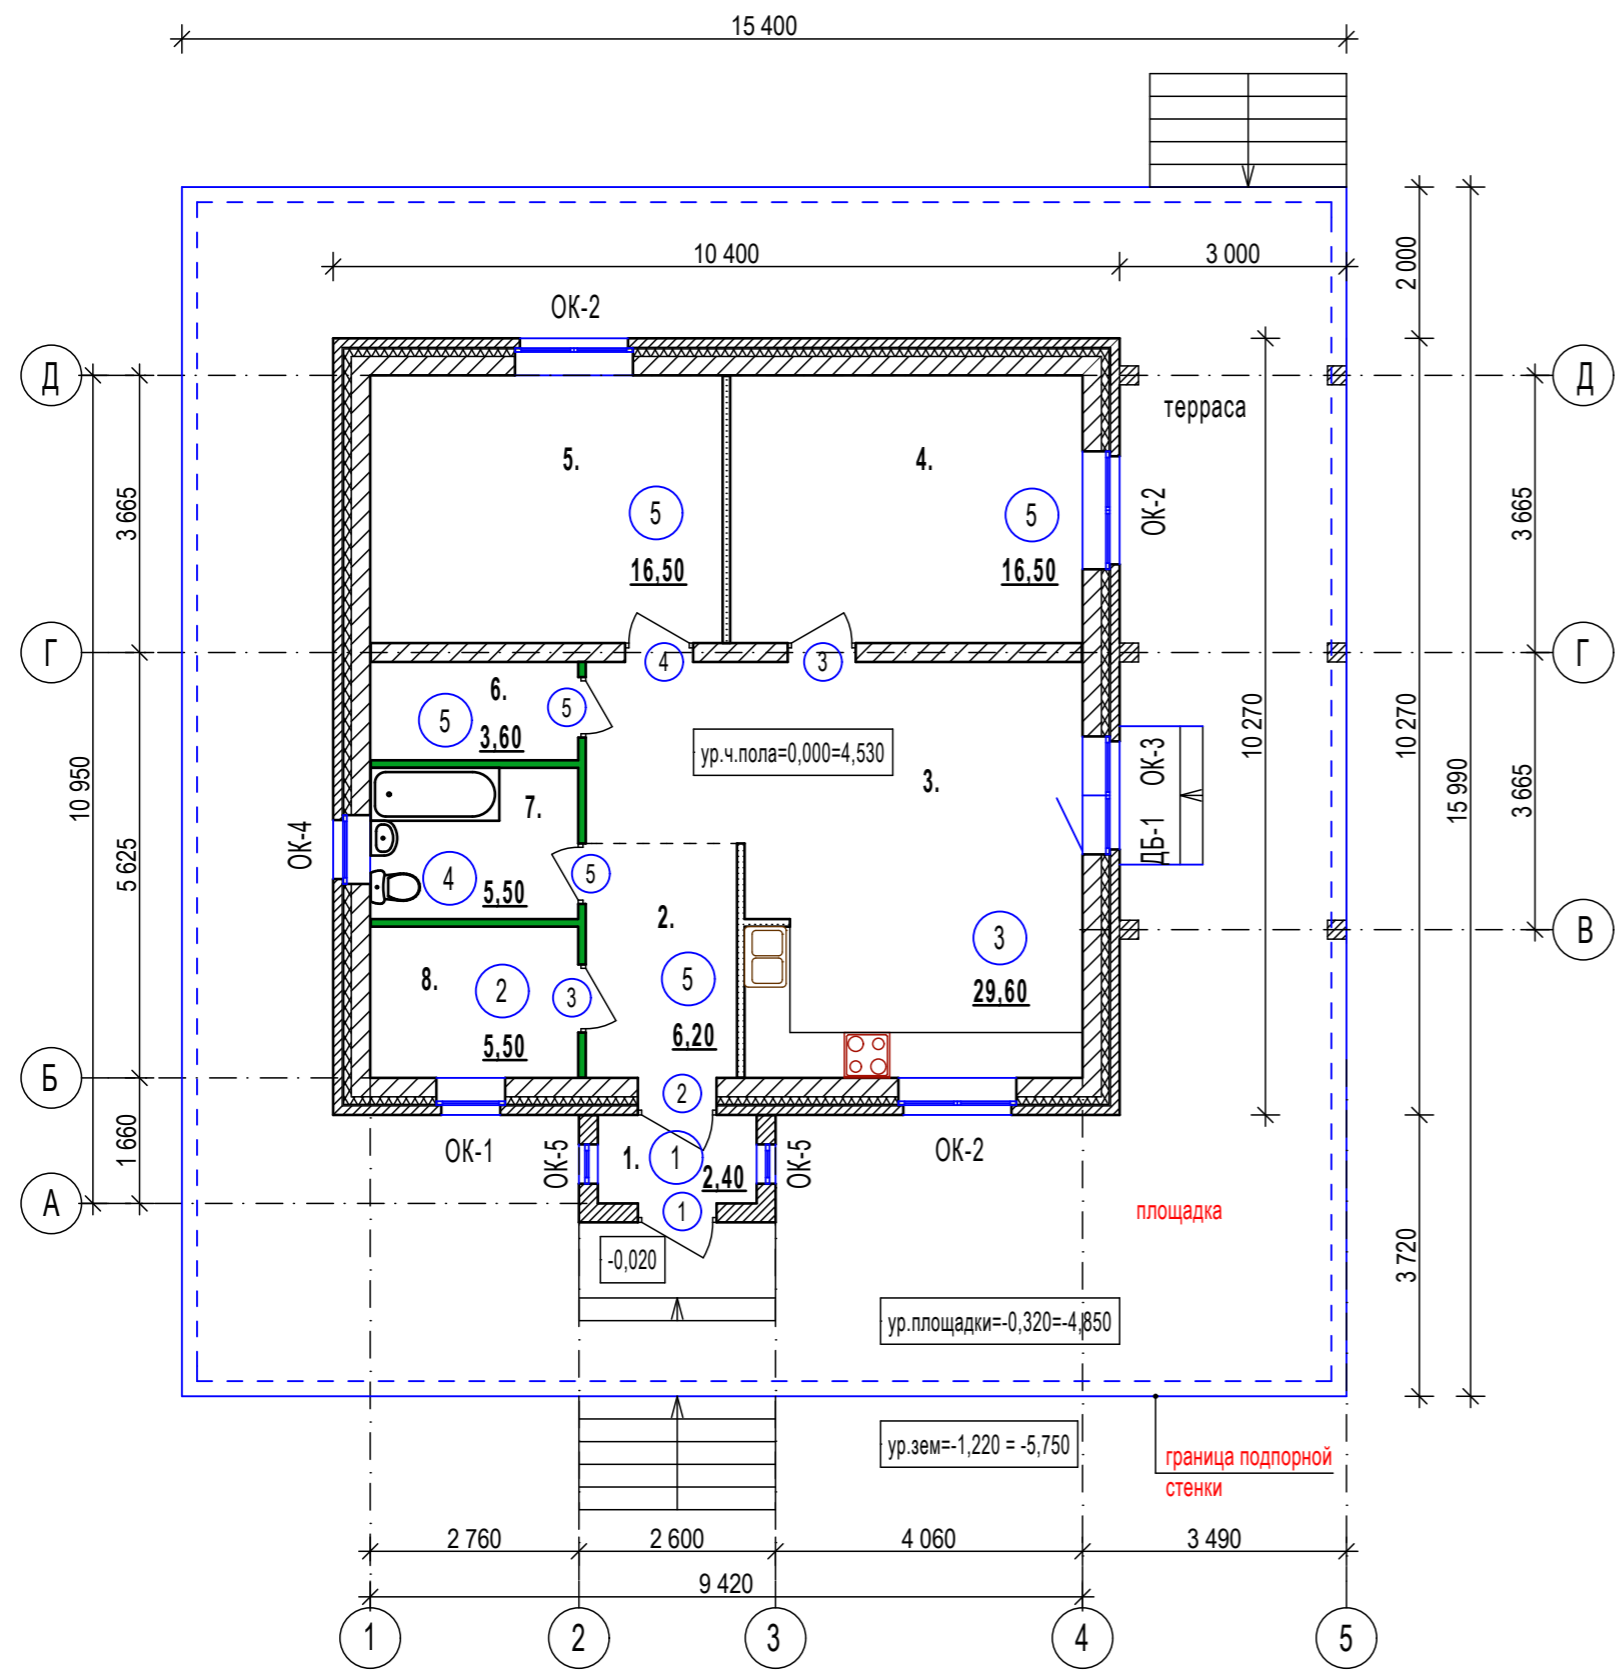 15 400
10 400
3 000
2 000
ОК-2
Д
Д
терраса
5.
4.
3 665
5
5
ОК-2
3 665
16,50
16,50
Г
4
3
Г
6.
5
5
3,60
ур.ч.пола=0,000=4,530
3.
10 270
10 270
15 990
10 950
7.
ДБ-1 ОК-3
3 665
ОК-4
5 625
4
5
5,50
2.
В
3
8.
2
3
5
29,60
5,50
6,20
Б
2
1 660
ОК-1
ОК-5
1.
1
2,40
ОК-5
ОК-2
А
1
площадка
-0,020
3 720
ур.площадки=-0,320=-4,850
ур.зем=-1,220 = -5,750
граница подпорной
стенки
2 760
2 600
4 060
3 490
9 420
1
2
3
4
5